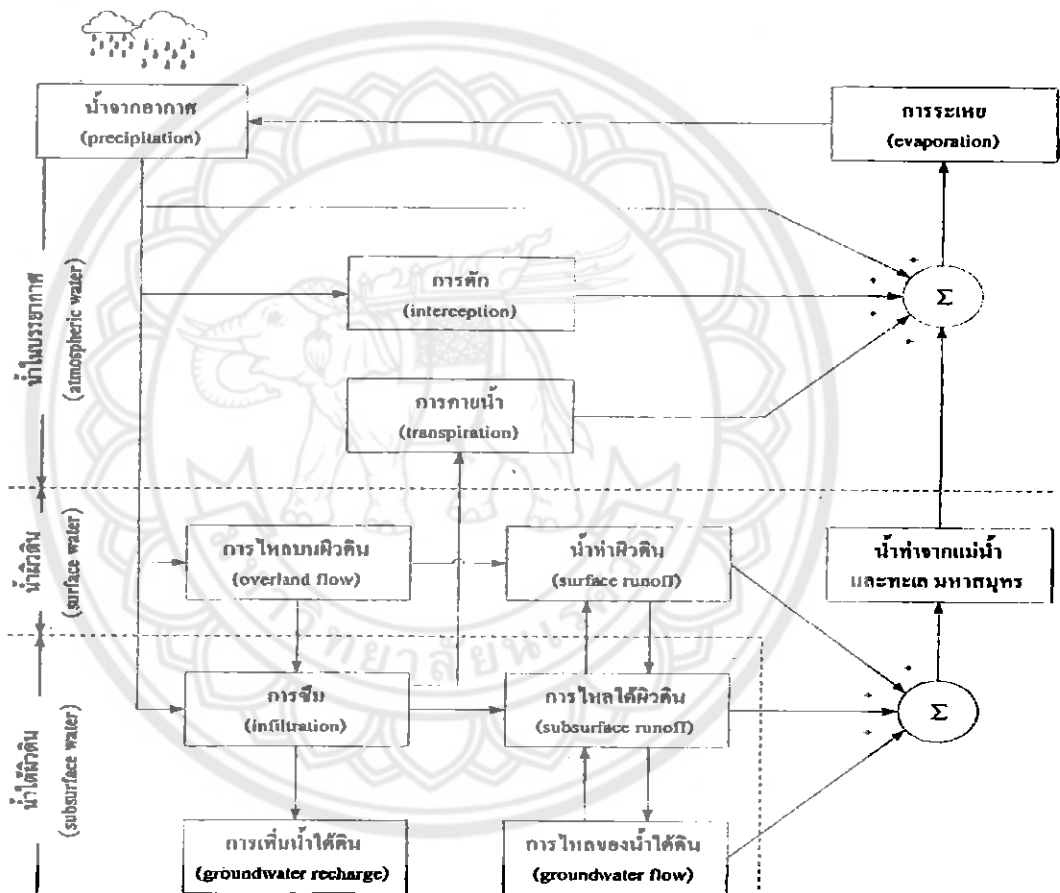 น้ำจากอากาศ
(precipitation)
การระเหย
(evaporation)
น้ำในบรรยากาศ
(atmospheric water)
การดัก
(interception)
Σ
การคายน้ำ
(transpiration)
น้ำผิวดิน
(surface water)
การไหลบนผิวดิน
(overland flow)
น้ำท่าผิวดิน
(surface runoff)
น้ำท่าจากแม่น้ำ
และทะเล มหาสมุทร
น้ำใต้ผิวดิน
(subsurface water)
การซึม
(infiltration)
การไหลใต้ผิวดิน
(subsurface runoff)
Σ
การเพิ่มน้ำใต้ดิน
(groundwater recharge)
การไหลของน้ำใต้ดิน
(groundwater flow)